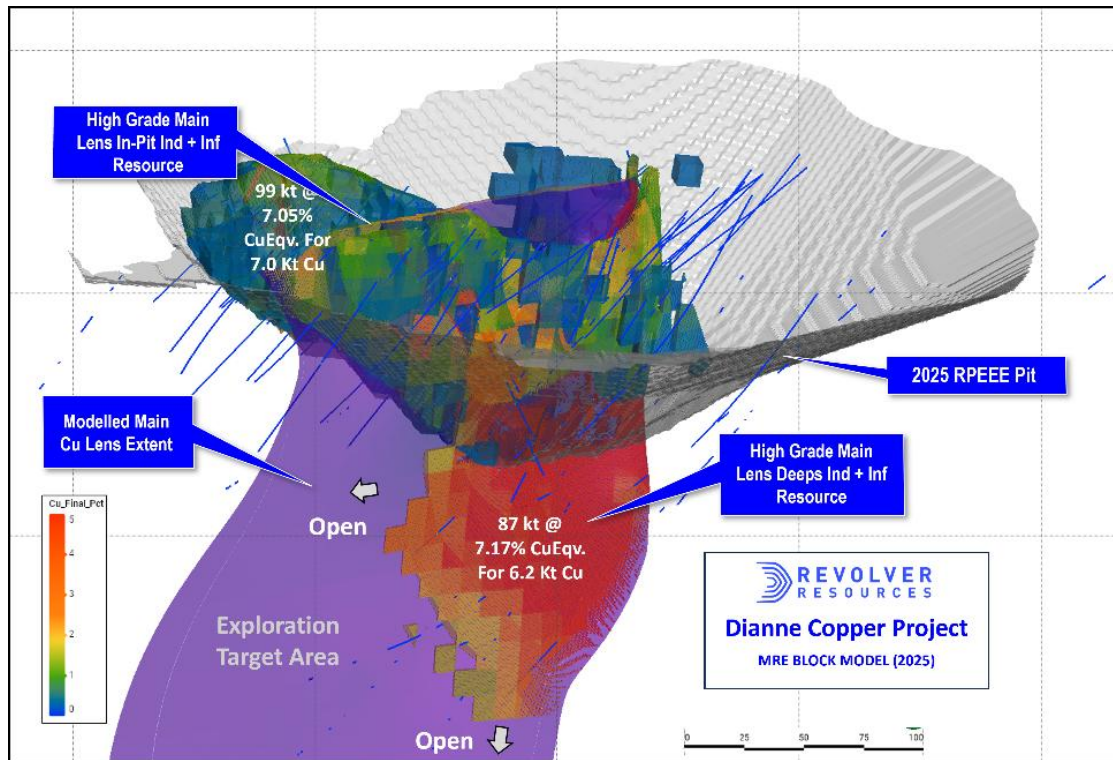 High Grade Main
Lens In-Pit Ind + Inf
Resource
99 kt @
7.05%
CuEqv. For
7.0 Kt Cu
2025 RPEEE Pit
Modelled Main
Cu Lens Extent
High Grade Main
Lens Deeps Ind + Inf
Resource
Open
87 kt @
7.17% CuEqv.
For 6.2 Kt Cu
Cu_Final_Pct
5
4
3
2
1
0
Exploration
Target Area
Open
REVOLVER
RESOURCES
Dianne Copper Project
MRE BLOCK MODEL (2025)
0 25 50 75 100